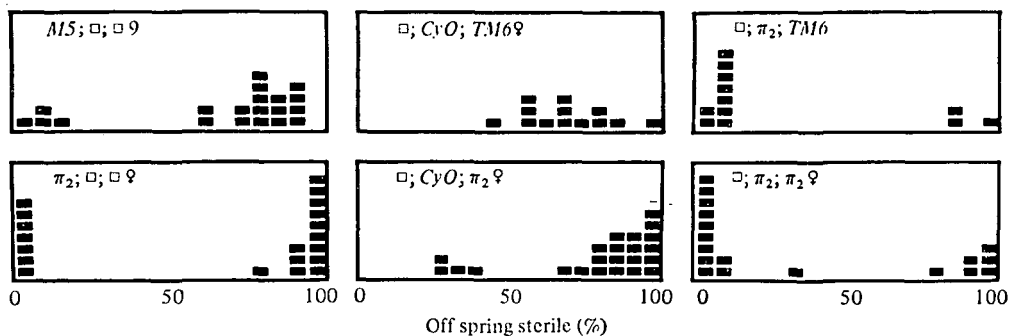 M5; □; □ 9
□; CyO; TM6♀
□; π₂; TM6
π₂; □; □ ♀
□; CyO; π₂♀
□; π₂; π₂♀
0 50 100 0 50 100 0 50 100
Off spring sterile (%)